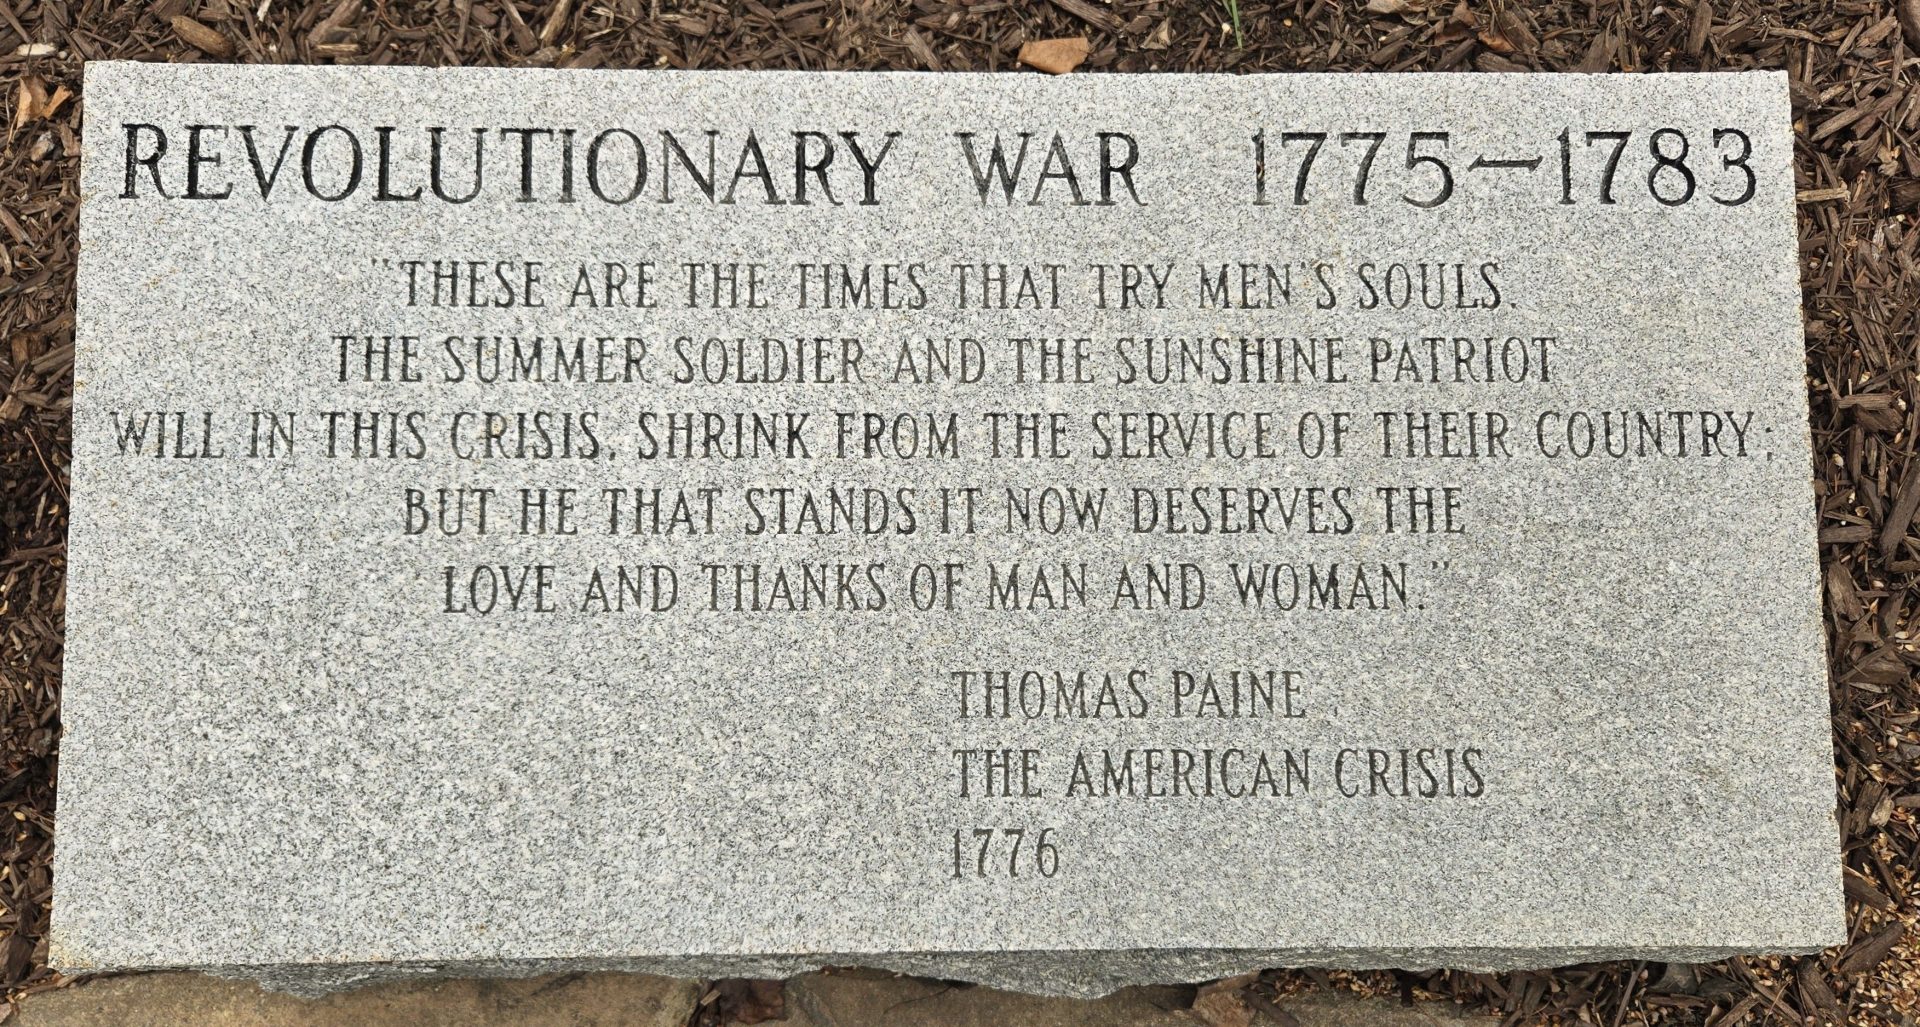 REVOLUTIONARY WAR 1775-1783
"THESE ARE THE TIMES THAT TRY MEN'S SOULS.
THE SUMMER SOLDIER AND THE SUNSHINE PATRIOT
WILL IN THIS CRISIS, SHRINK FROM THE SERVICE OF THEIR COUNTRY;
BUT HE THAT STANDS IT NOW DESERVES THE
LOVE AND THANKS OF MAN AND WOMAN."
THOMAS PAINE
THE AMERICAN CRISIS
1776